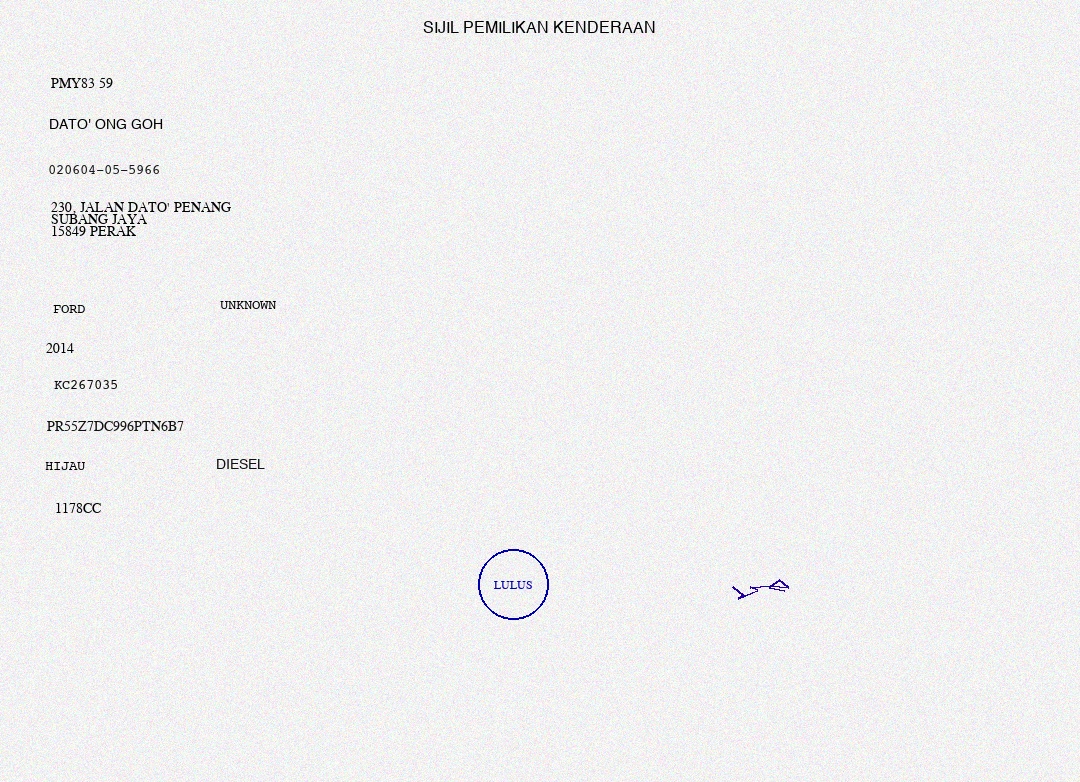 SIJIL PEMILIKAN KENDERAAN
PMY83 59
DATO' ONG GOH
020604-05-5966
230, JALAN DATO' PENANG
SUBANG JAYA
15849 PERAK
FORD UNKNOWN
2014
KC267035
PR55Z7DC996PTN6B7
HIJAU DIESEL
1178CC
LULUS